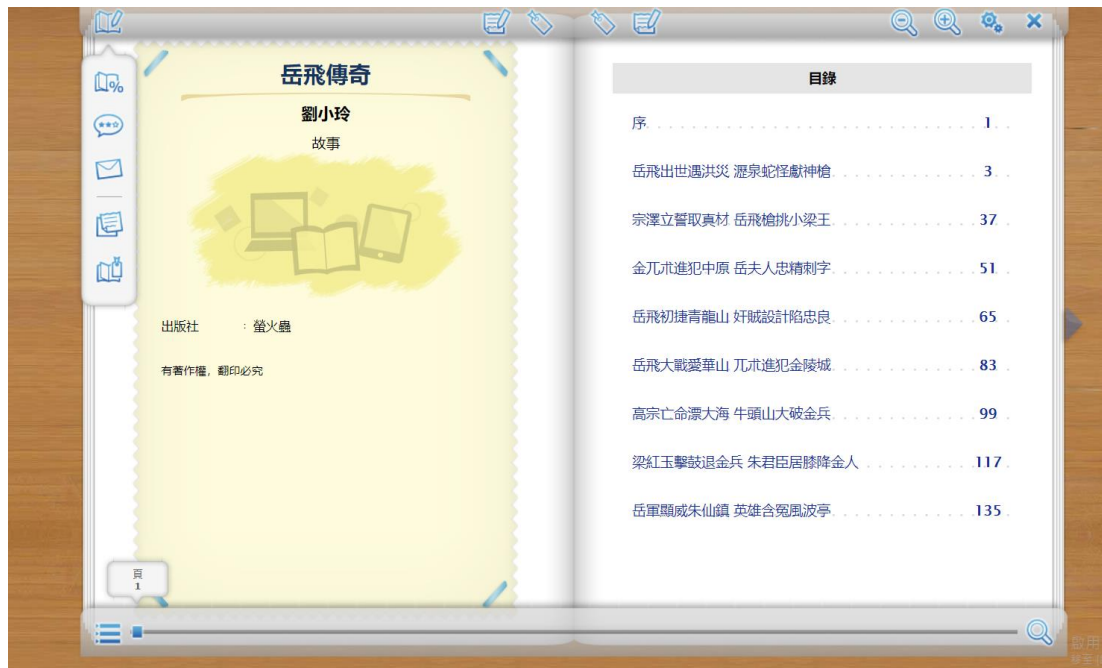 岳飛傳奇
劉小玲
故事
出版社 : 螢火蟲
有著作權，翻印必究
頁
1
目錄
序 1
岳飛出世遇洪災 瀝泉蛇怪獻神槍 3
宗澤立誓取真材 岳飛槍挑小梁王 37
金兀朮進犯中原 岳夫人忠精刺字 51
岳飛初捷青龍山 奸賊設計陷忠良 65
岳飛大戰愛華山 兀朮進犯金陵城 83
高宗亡命漂大海 牛頭山大破金兵 99
梁紅玉擊鼓退金兵 朱君臣居膝降金人 117
岳軍顯威朱仙鎮 英雄含冤風波亭 135
啟用